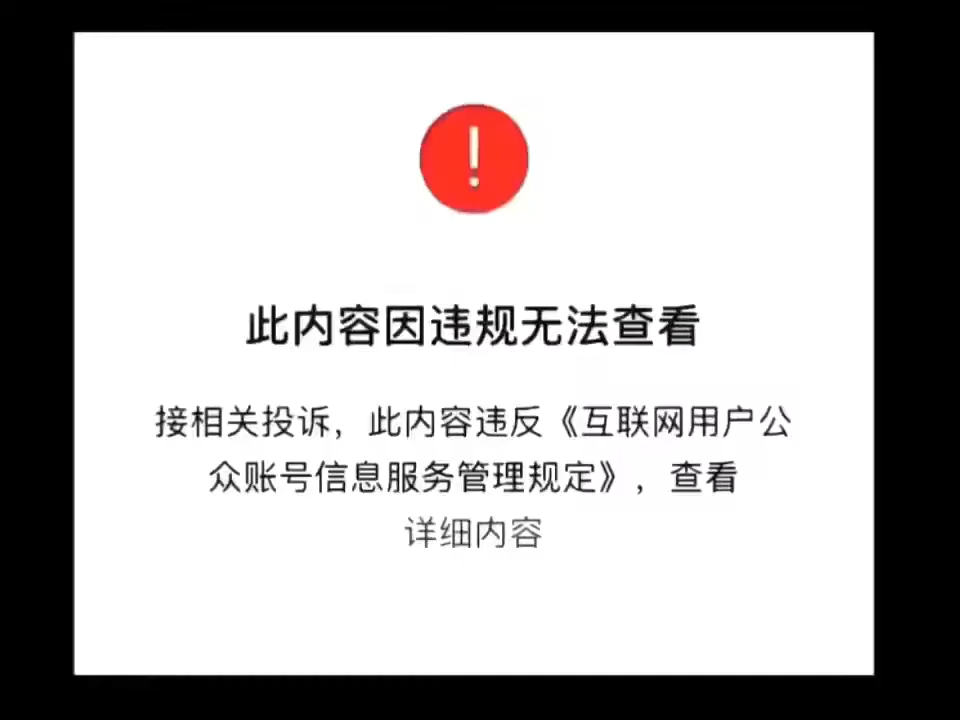 此内容因违规无法查看
接相关投诉，此内容违反《互联网用户公
众账号信息服务管理规定》，查看
详细内容